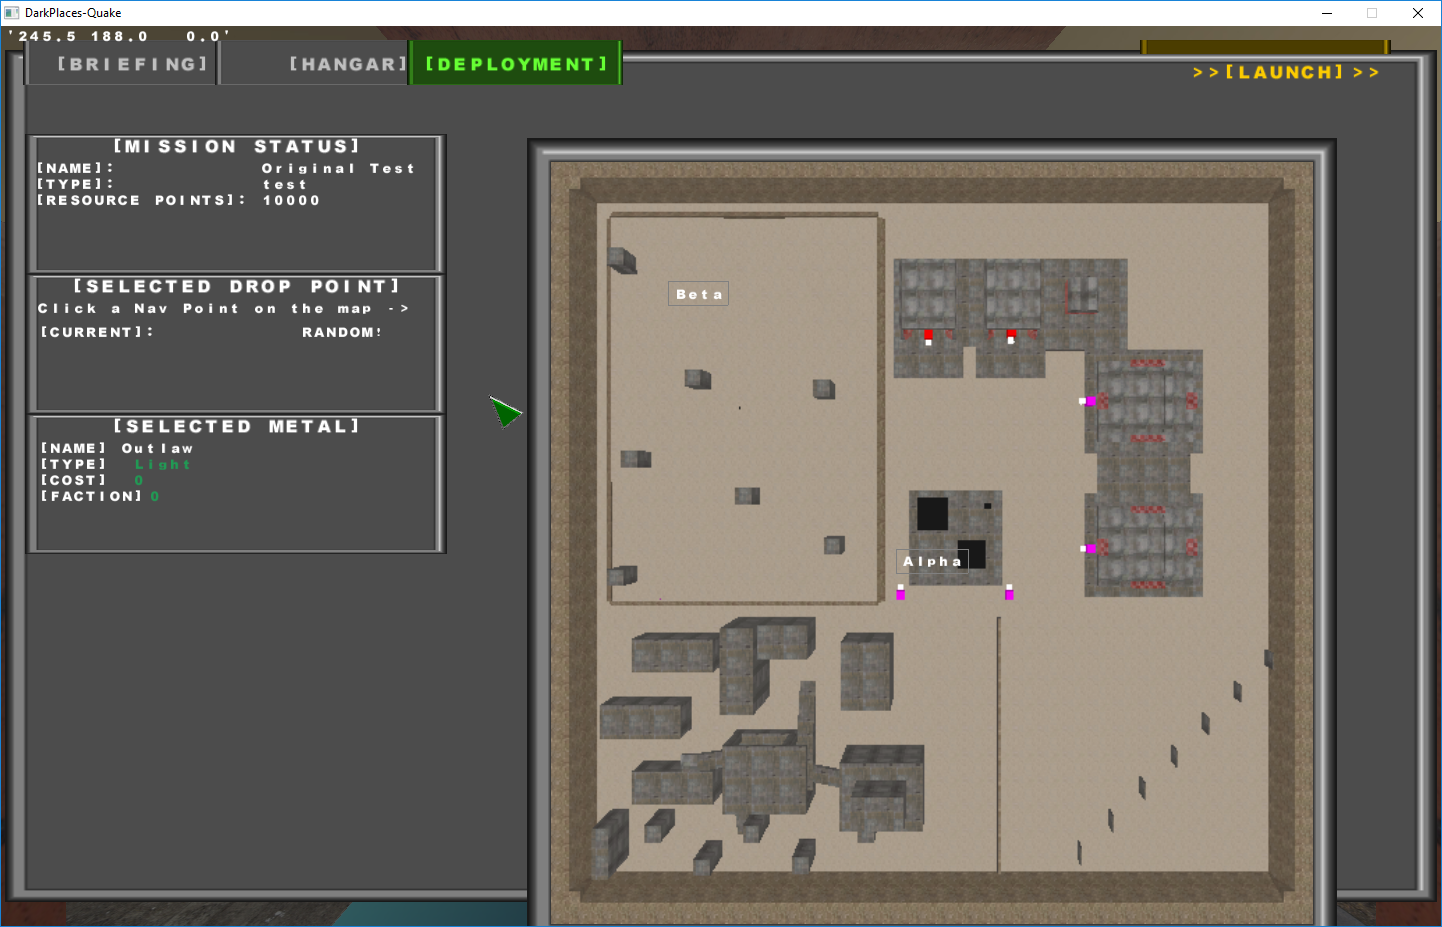 DarkPlaces-Quake
'245.5 188.0 0.0'
[BRIEFING]
[HANGAR]
[DEPLOYMENT]
>>[LAUNCH]>>
[MISSION STATUS]
[NAME]: Original Test
[TYPE]: test
[RESOURCE POINTS]: 10000
[SELECTED DROP POINT]
Click a Nav Point on the map ->
[CURRENT]: RANDOM!
[SELECTED METAL]
[NAME] Outlaw
[TYPE] Light
[COST] 0
[FACTION] 0
Beta
Alpha